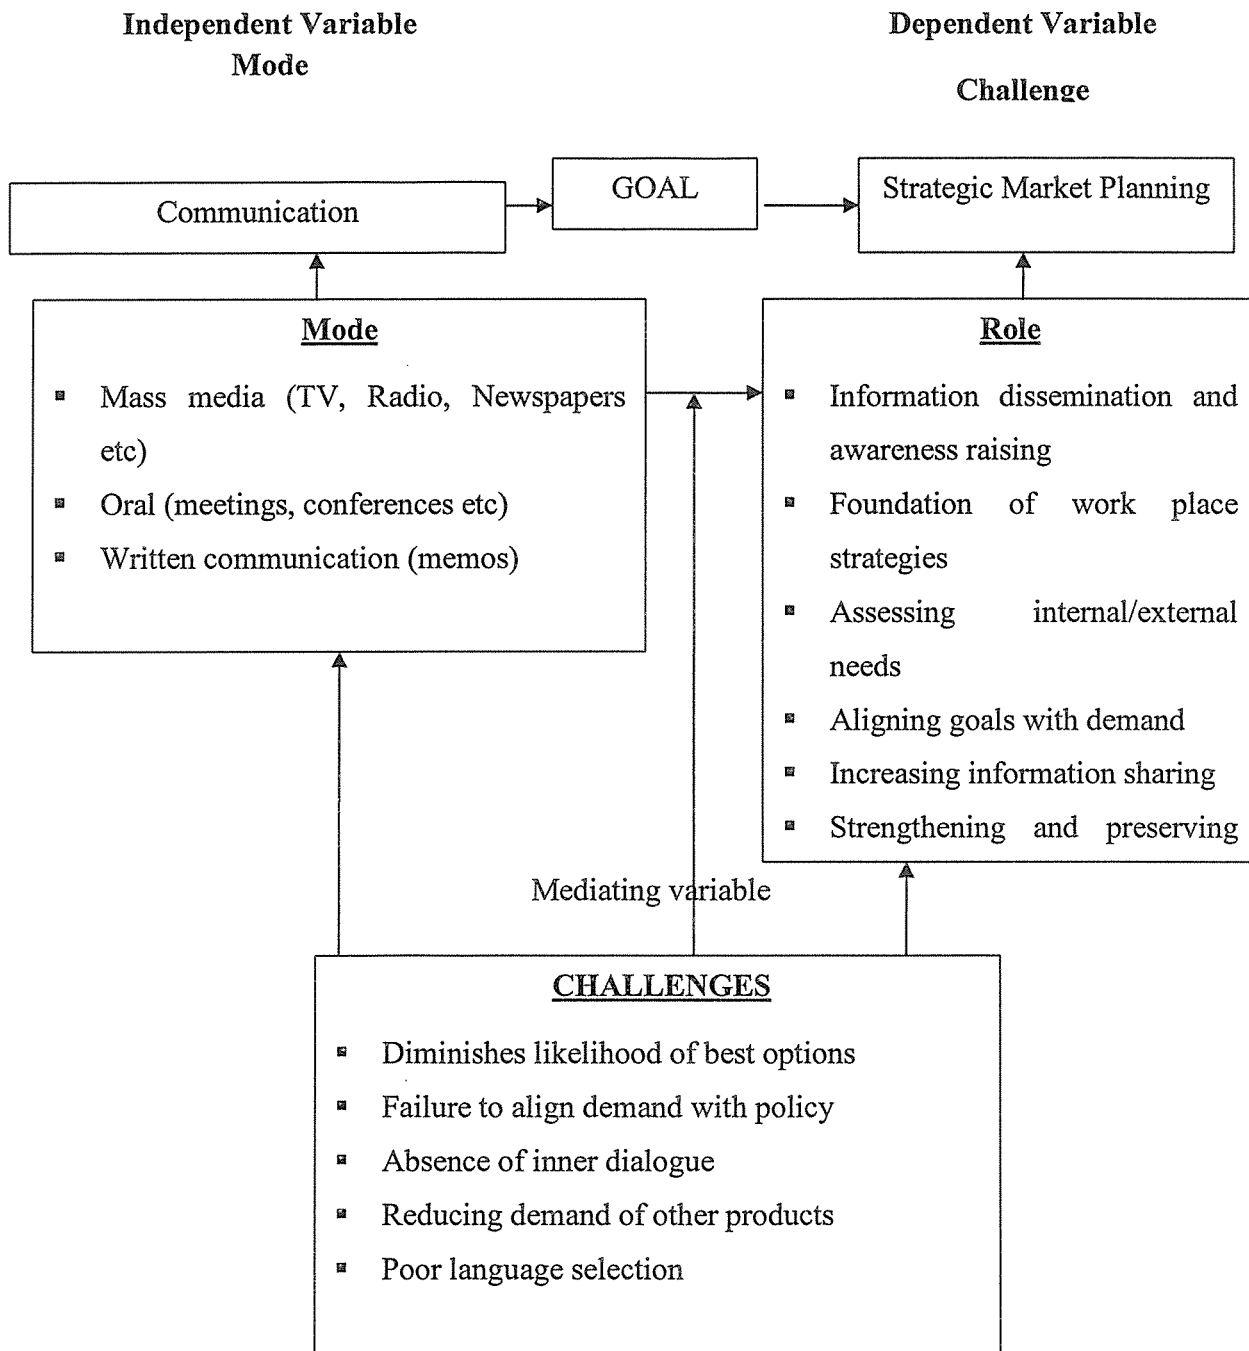 Independent Variable
Mode
Dependent Variable
Challenge
Communication
GOAL
Strategic Market Planning
Mode
▪ Mass media (TV, Radio, Newspapers
etc)
▪ Oral (meetings, conferences etc)
▪ Written communication (memos)
Role
▪ Information dissemination and
awareness raising
▪ Foundation of work place
strategies
▪ Assessing internal/external
needs
▪ Aligning goals with demand
▪ Increasing information sharing
▪ Strengthening and preserving
Mediating variable
CHALLENGES
▪ Diminishes likelihood of best options
▪ Failure to align demand with policy
▪ Absence of inner dialogue
▪ Reducing demand of other products
▪ Poor language selection